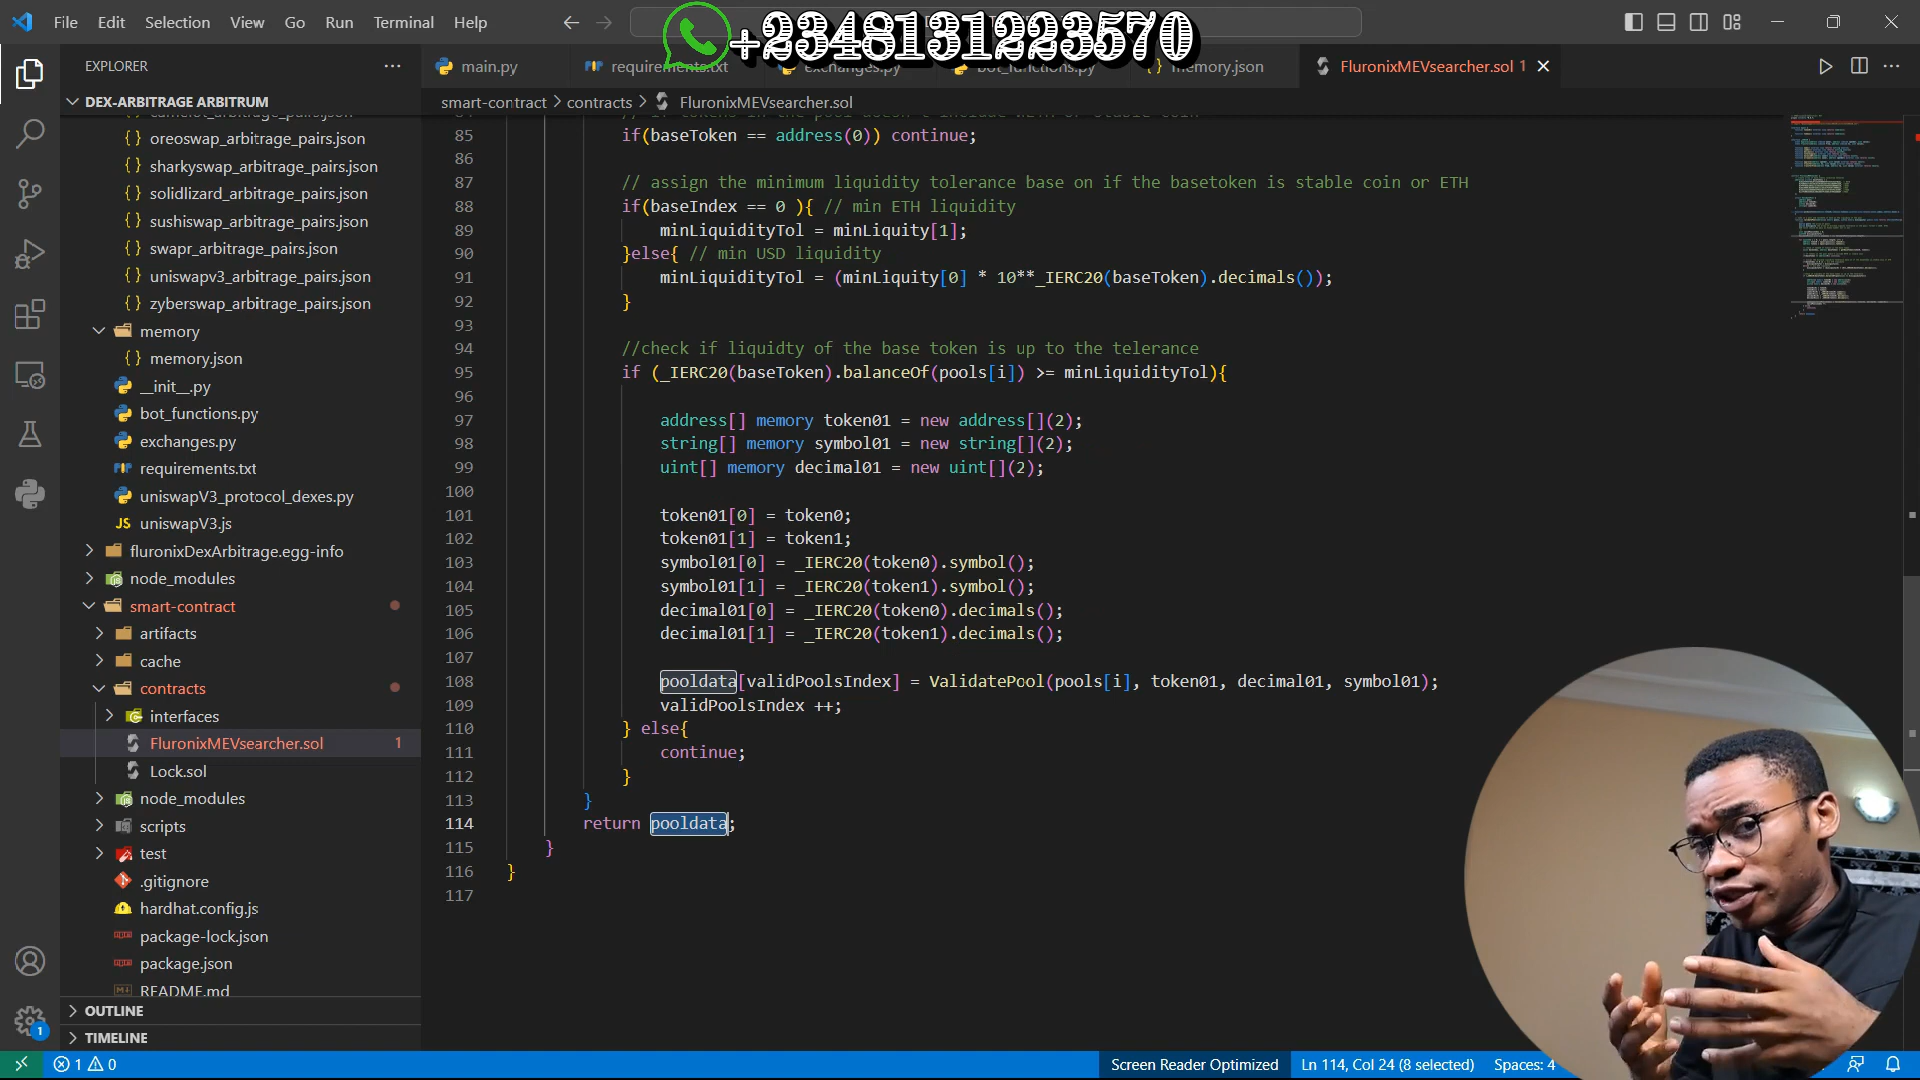 File Edit Selection View Go Run Terminal Help
+2348131223570
EXPLORER
main.py
requirements.txt
exchanges.py
bot_functions.py
memory.json
FluronixMEVsearcher.sol 1
DEX-ARBITRAGE ARBITRUM
smart-contract > contracts > FluronixMEVsearcher.sol
camelot_arbitrage_pairs.json
oreoswap_arbitrage_pairs.json
sharkyswap_arbitrage_pairs.json
solidlizard_arbitrage_pairs.json
sushiswap_arbitrage_pairs.json
swapr_arbitrage_pairs.json
uniswapv3_arbitrage_pairs.json
zyberswap_arbitrage_pairs.json
memory
memory.json
__init__.py
bot_functions.py
exchanges.py
requirements.txt
uniswapV3_protocol_dexes.py
uniswapV3.js
fluronixDexArbitrage.egg-info
node_modules
smart-contract
artifacts
cache
contracts
interfaces
FluronixMEVsearcher.sol 1
Lock.sol
node_modules
scripts
test
.gitignore
hardhat.config.js
package-lock.json
package.json
README.md
OUTLINE
TIMELINE
85 if(baseToken == address(0)) continue;
86
87 // assign the minimum liquidity tolerance base on if the basetoken is stable coin or ETH
88 if(baseIndex == 0 ){ // min ETH liquidity
89 minLiquidityTol = minLiquity[1];
90 }else{ // min USD liquidity
91 minLiquidityTol = (minLiquity[0] * 10**_IERC20(baseToken).decimals());
92 }
93
94 //check if liquidty of the base token is up to the telerance
95 if (_IERC20(baseToken).balanceOf(pools[i]) >= minLiquidityTol){
96
97 address[] memory token01 = new address[](2);
98 string[] memory symbol01 = new string[](2);
99 uint[] memory decimal01 = new uint[](2);
100
101 token01[0] = token0;
102 token01[1] = token1;
103 symbol01[0] = _IERC20(token0).symbol();
104 symbol01[1] = _IERC20(token1).symbol();
105 decimal01[0] = _IERC20(token0).decimals();
106 decimal01[1] = _IERC20(token1).decimals();
107
108 pooldata[validPoolsIndex] = ValidatePool(pools[i], token01, decimal01, symbol01);
109 validPoolsIndex ++;
110 } else{
111 continue;
112 }
113 }
114 return pooldata;
115 }
116 }
117
1
1 0
Screen Reader Optimized
Ln 114, Col 24 (8 selected)
Spaces: 4